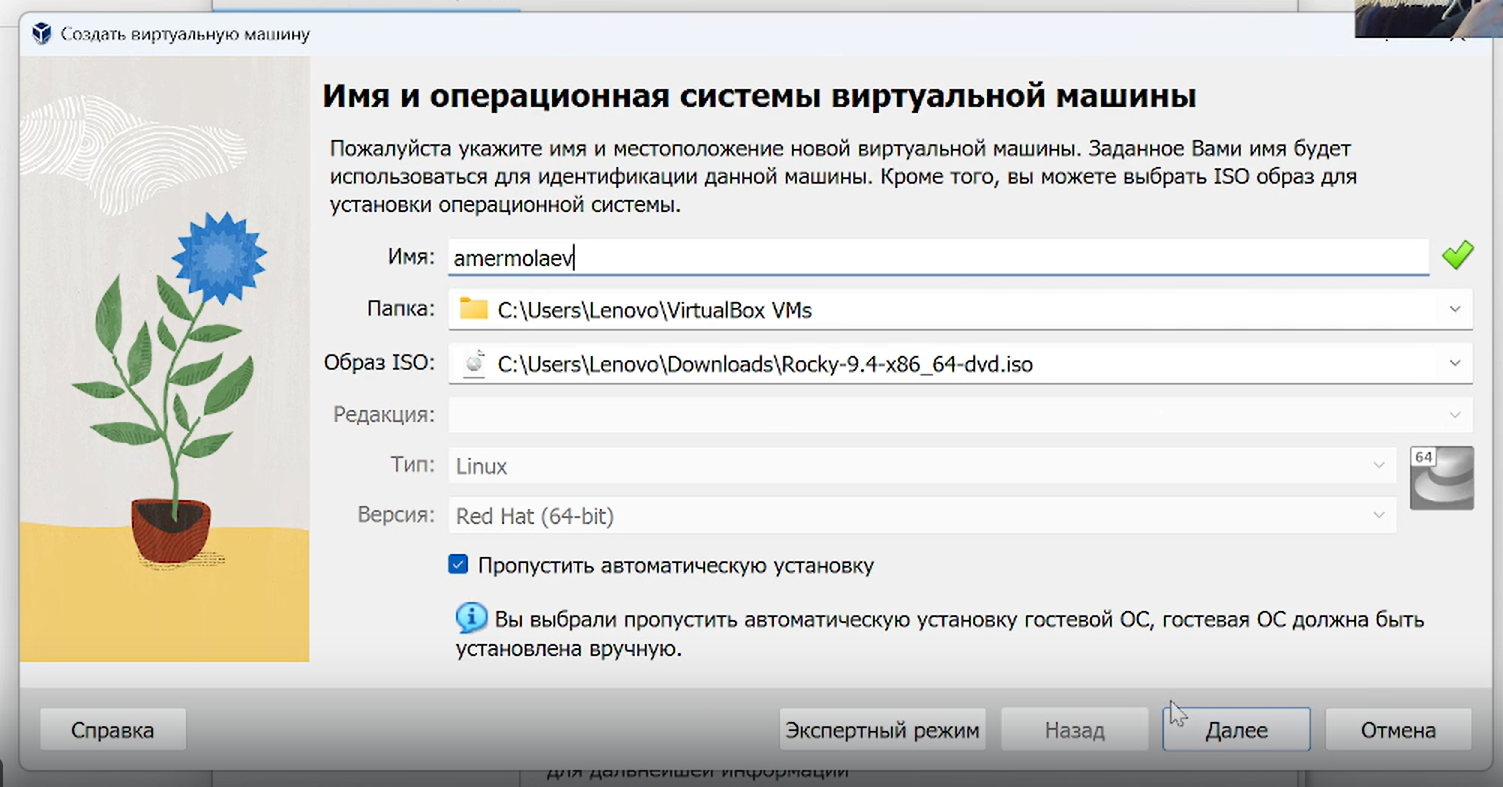 Создать виртуальную машину
Имя и операционная системы виртуальной машины
Пожалуйста укажите имя и местоположение новой виртуальной машины. Заданное Вами имя будет
использоваться для идентификации данной машины. Кроме того, вы можете выбрать ISO образ для
установки операционной системы.
Имя: amermolaev
Папка: C:\Users\Lenovo\VirtualBox VMs
Образ ISO: C:\Users\Lenovo\Downloads\Rocky-9.4-x86_64-dvd.iso
Редакция:
Тип: Linux
64
Версия: Red Hat (64-bit)
Пропустить автоматическую установку
Вы выбрали пропустить автоматическую установку гостевой ОС, гостевая ОС должна быть
установлена вручную.
Справка Экспертный режим Назад Далее Отмена
для дальнейшей информации